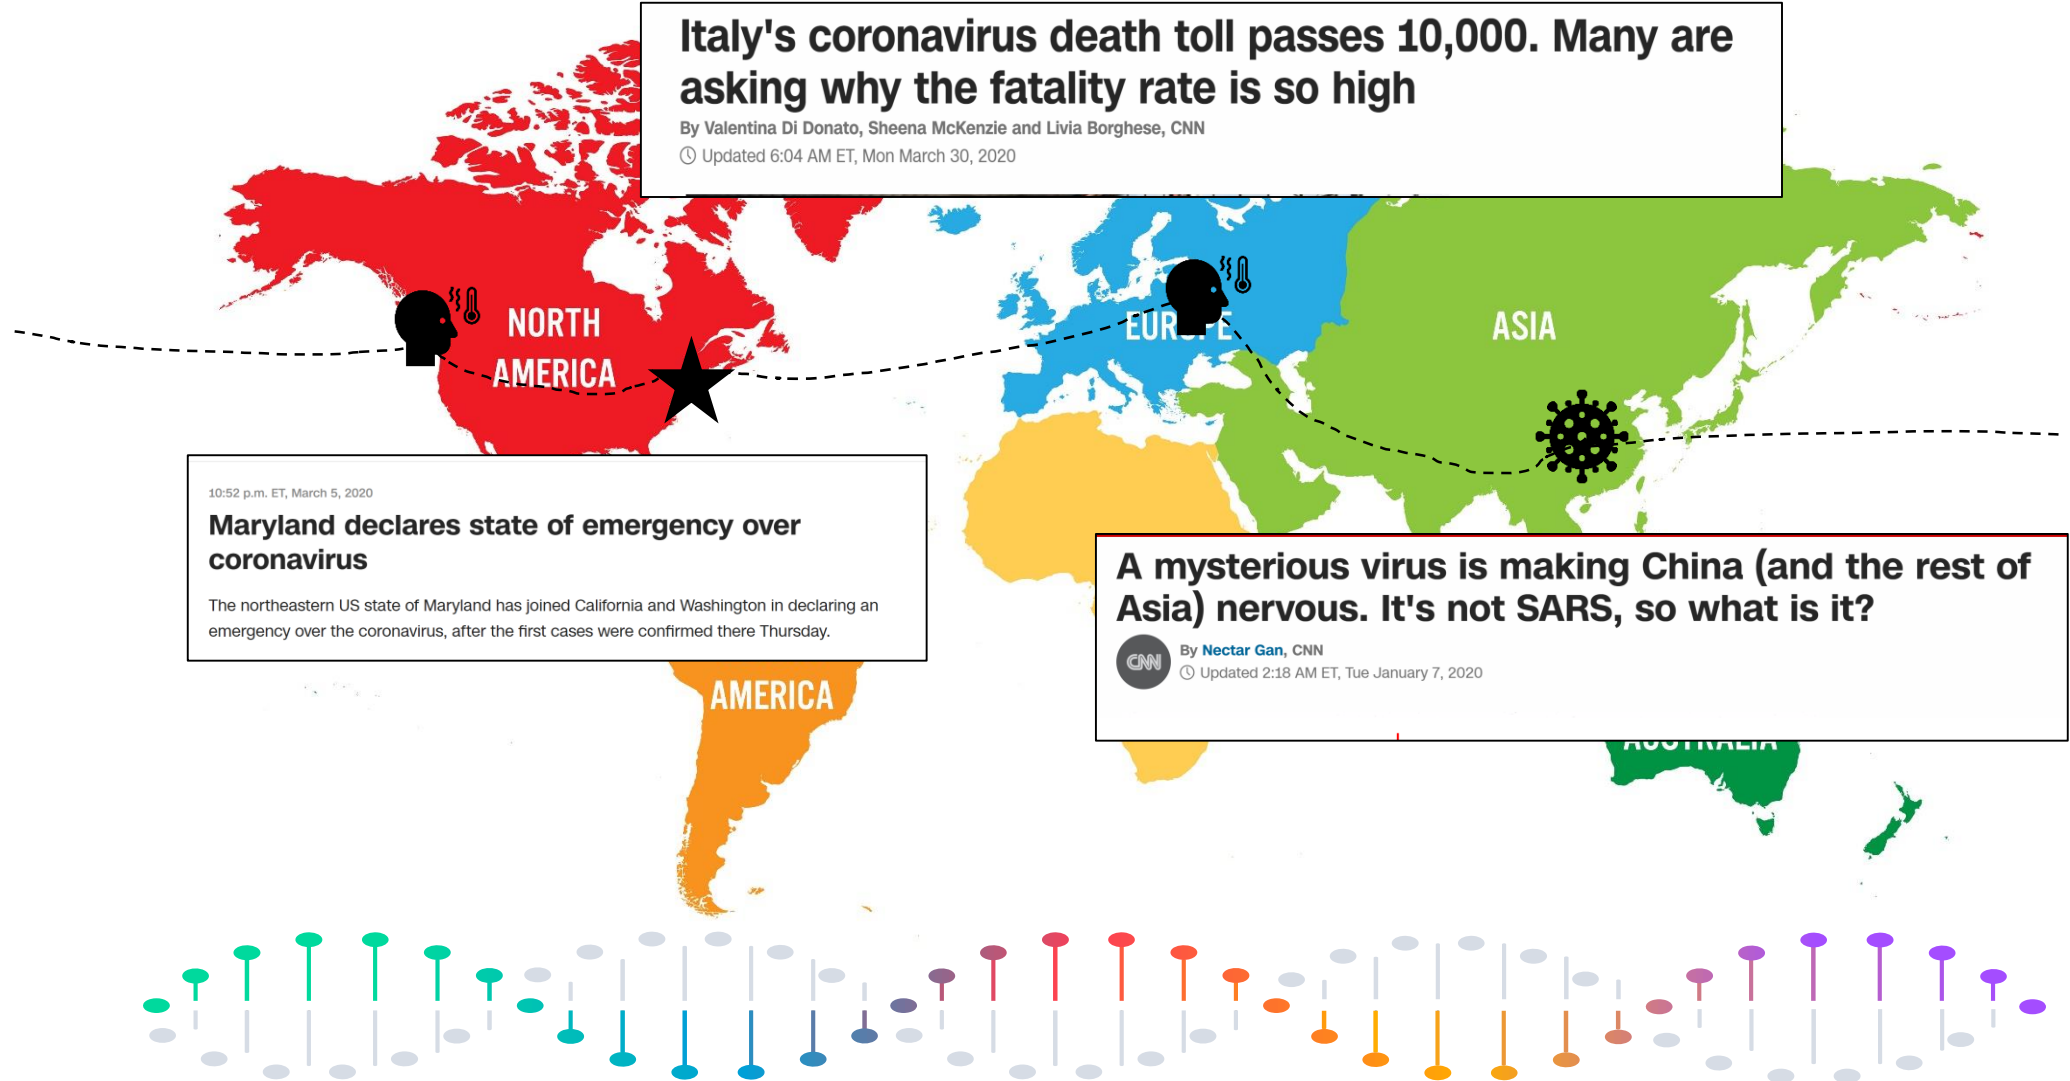 Italy's coronavirus death toll passes 10,000. Many are
asking why the fatality rate is so high
By Valentina Di Donato, Sheena McKenzie and Livia Borghese, CNN
Updated 6:04 AM ET, Mon March 30, 2020
NORTH
AMERICA
EUROPE
ASIA
10:52 p.m. ET, March 5, 2020
Maryland declares state of emergency over
coronavirus
The northeastern US state of Maryland has joined California and Washington in declaring an
emergency over the coronavirus, after the first cases were confirmed there Thursday.
A mysterious virus is making China (and the rest of
Asia) nervous. It's not SARS, so what is it?
CNN
By Nectar Gan, CNN
Updated 2:18 AM ET, Tue January 7, 2020
AMERICA
AUSTRALIA